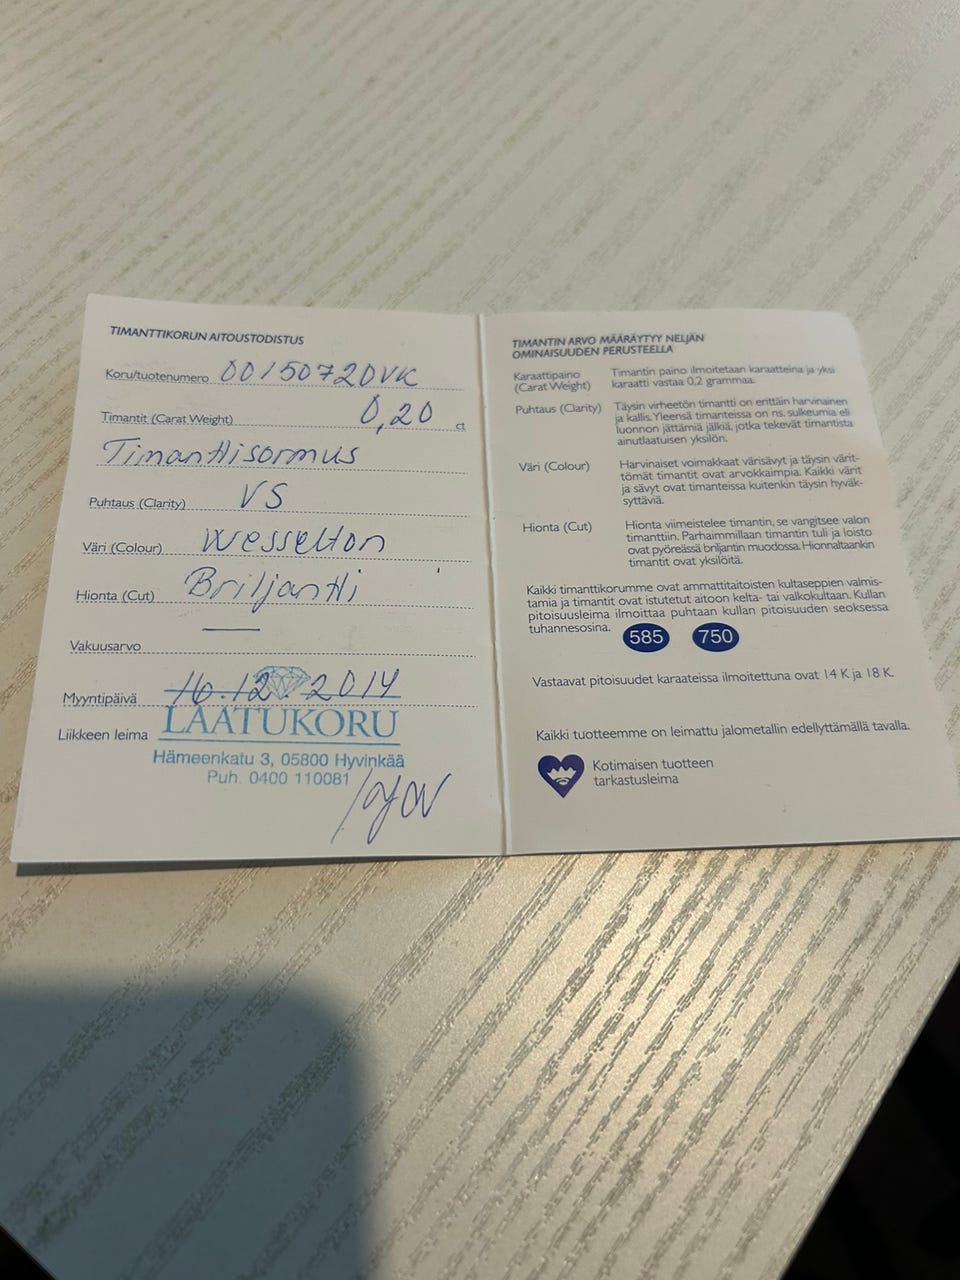 TIMANTTIKORUN AITOUSTODISTUS
Koru/tuotenumero 00150720VK
Timantit (Carat Weight) 0,20 ct
Timanttisormus
Puhtaus (Clarity) VS
Väri (Colour) Wesselton
Hionta (Cut) Briljantti
Vakuusarvo —
Myyntipäivä 16.12.2014
Liikkeen leima LAATUKORU
Hämeenkatu 3, 05800 Hyvinkää
Puh. 0400 110081
TIMANTIN ARVO MÄÄRÄYTYY NELJÄN
OMINAISUUDEN PERUSTEELLA
Karaattipaino Timantin paino ilmoitetaan karaatteina ja yksi
(Carat Weight) karaatti vastaa 0,2 grammaa.
Puhtaus (Clarity) Täysin virheetön timantti on erittäin harvinainen
ja kallis. Yleensä timanteissa on ns. sulkeumia eli
luonnon jättämiä jälkiä, jotka tekevät timantista
ainutlaatuisen yksilön.
Väri (Colour) Harvinaiset voimakkaat värisävyt ja täysin värit-
tömät timantit ovat arvokkaimpia. Kaikki värit
ja sävyt ovat timanteissa kuitenkin täysin hyväk-
syttäviä.
Hionta (Cut) Hionta viimeistelee timantin, se vangitsee valon
timanttiin. Parhaimmillaan timantin tuli ja loisto
ovat pyöreässä briljantin muodossa. Hionnaltaankin
timantit ovat yksilöitä.
Kaikki timanttikorumme ovat ammattitaitoisten kultaseppien valmis-
tamia ja timantit ovat istutetut aitoon kelta- tai valkokultaan. Kullan
pitoisuusleima ilmoittaa puhtaan kullan pitoisuuden seoksessa
tuhannesosina. 585 750
Vastaavat pitoisuudet karaateissa ilmoitettuna ovat 14 K ja 18 K.
Kaikki tuotteemme on leimattu jalometallin edellyttämällä tavalla.
Kotimaisen tuotteen
tarkastusleima